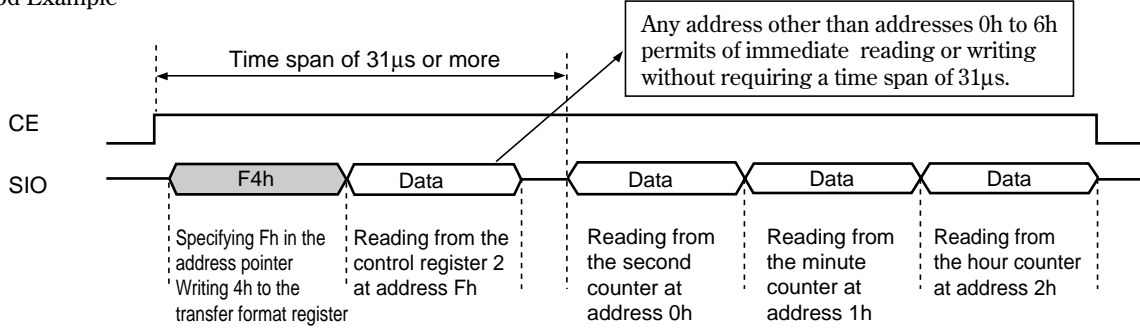 Example
Any address other than addresses 0h to 6h
permits of immediate reading or writing
without requiring a time span of 31µs.
Time span of 31µs or more
CE
SIO
F4h
Data
Data
Data
Data
Specifying Fh in the
address pointer
Writing 4h to the
transfer format register
Reading from the
control register 2
at address Fh
Reading from
the second
counter at
address 0h
Reading from
the minute
counter at
address 1h
Reading from
the hour counter
at address 2h